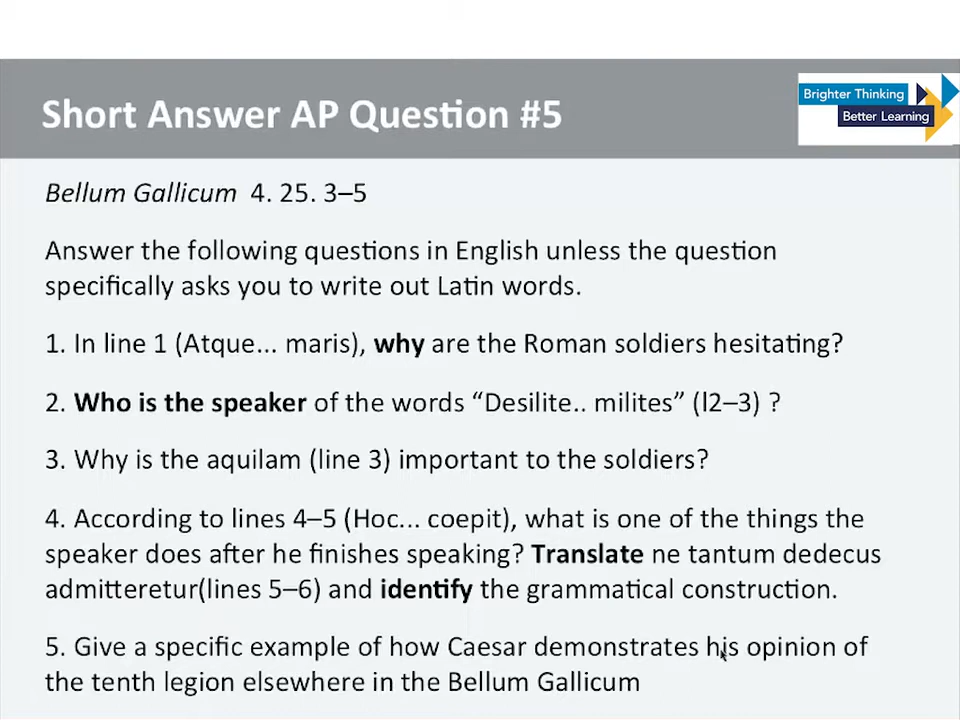 Short Answer AP Question #5
Brighter Thinking
Better Learning
Bellum Gallicum 4. 25. 3–5
Answer the following questions in English unless the question
specifically asks you to write out Latin words.
1. In line 1 (Atque... maris), why are the Roman soldiers hesitating?
2. Who is the speaker of the words “Desilite.. milites” (l2–3) ?
3. Why is the aquilam (line 3) important to the soldiers?
4. According to lines 4–5 (Hoc... coepit), what is one of the things the
speaker does after he finishes speaking? Translate ne tantum dedecus
admitteretur(lines 5–6) and identify the grammatical construction.
5. Give a specific example of how Caesar demonstrates his opinion of
the tenth legion elsewhere in the Bellum Gallicum